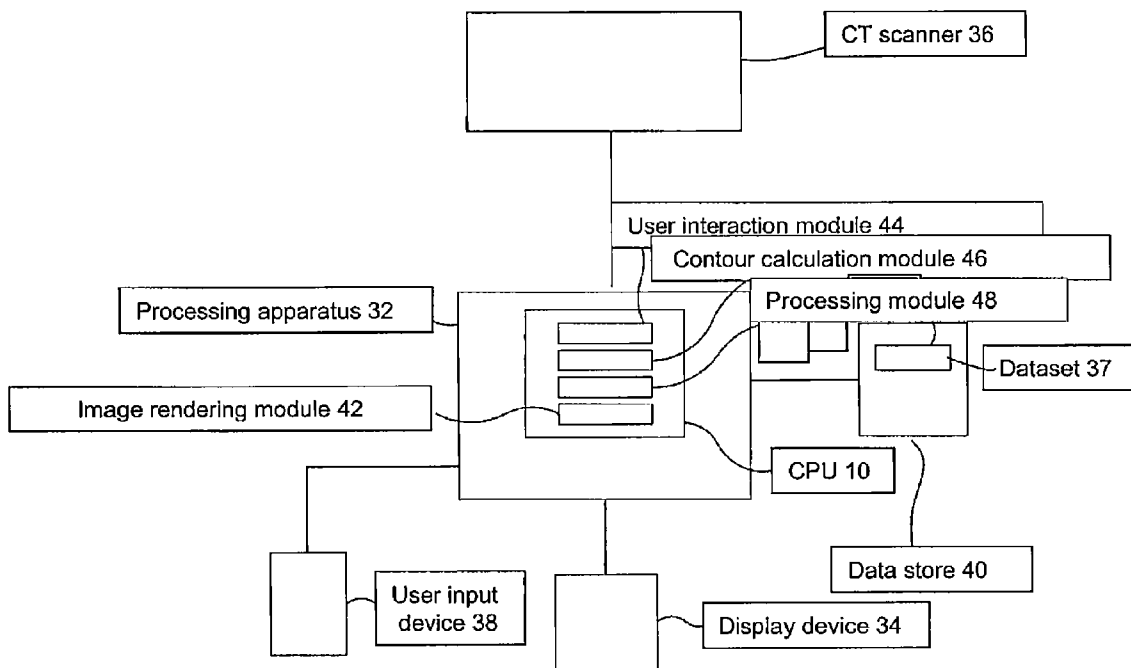 CT scanner 36
User interaction module 44
Contour calculation module 46
Processing module 48
Processing apparatus 32
Dataset 37
Image rendering module 42
CPU 10
Data store 40
User input
device 38
Display device 34